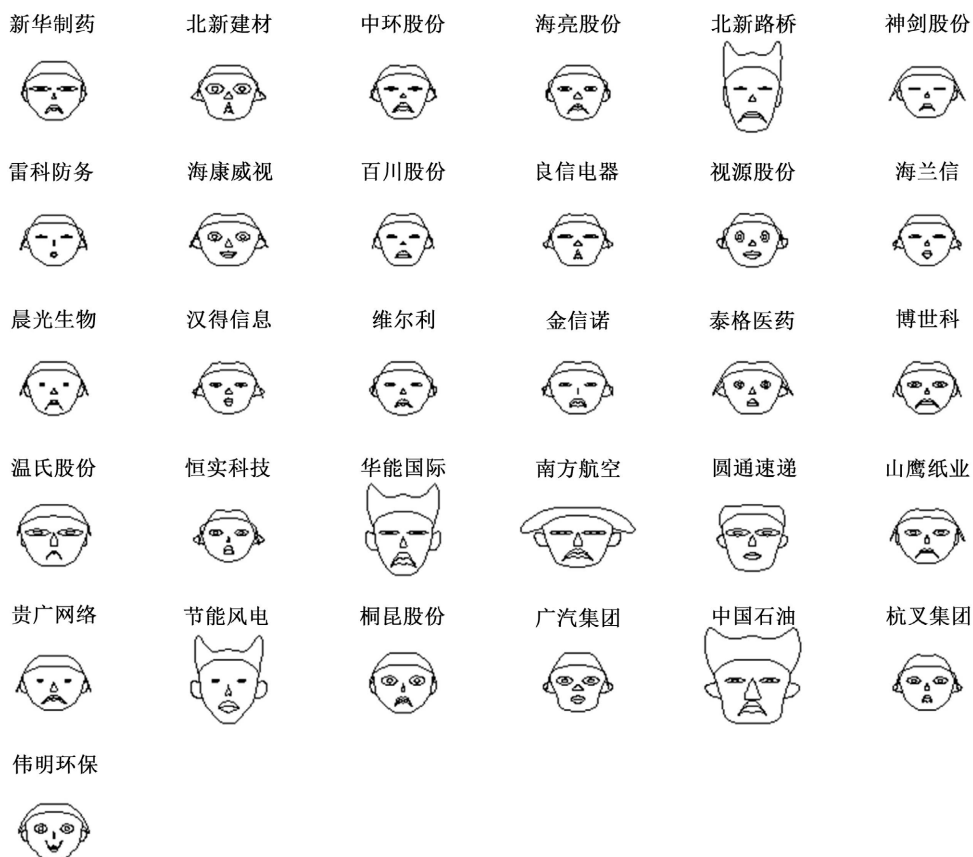 新华制药 北新建材 中环股份 海亮股份 北新路桥 神剑股份
雷科防务 海康威视 百川股份 良信电器 视源股份 海兰信
晨光生物 汉得信息 维尔利 金信诺 泰格医药 博世科
温氏股份 恒实科技 华能国际 南方航空 圆通速递 山鹰纸业
贵广网络 节能风电 桐昆股份 广汽集团 中国石油 杭叉集团
伟明环保